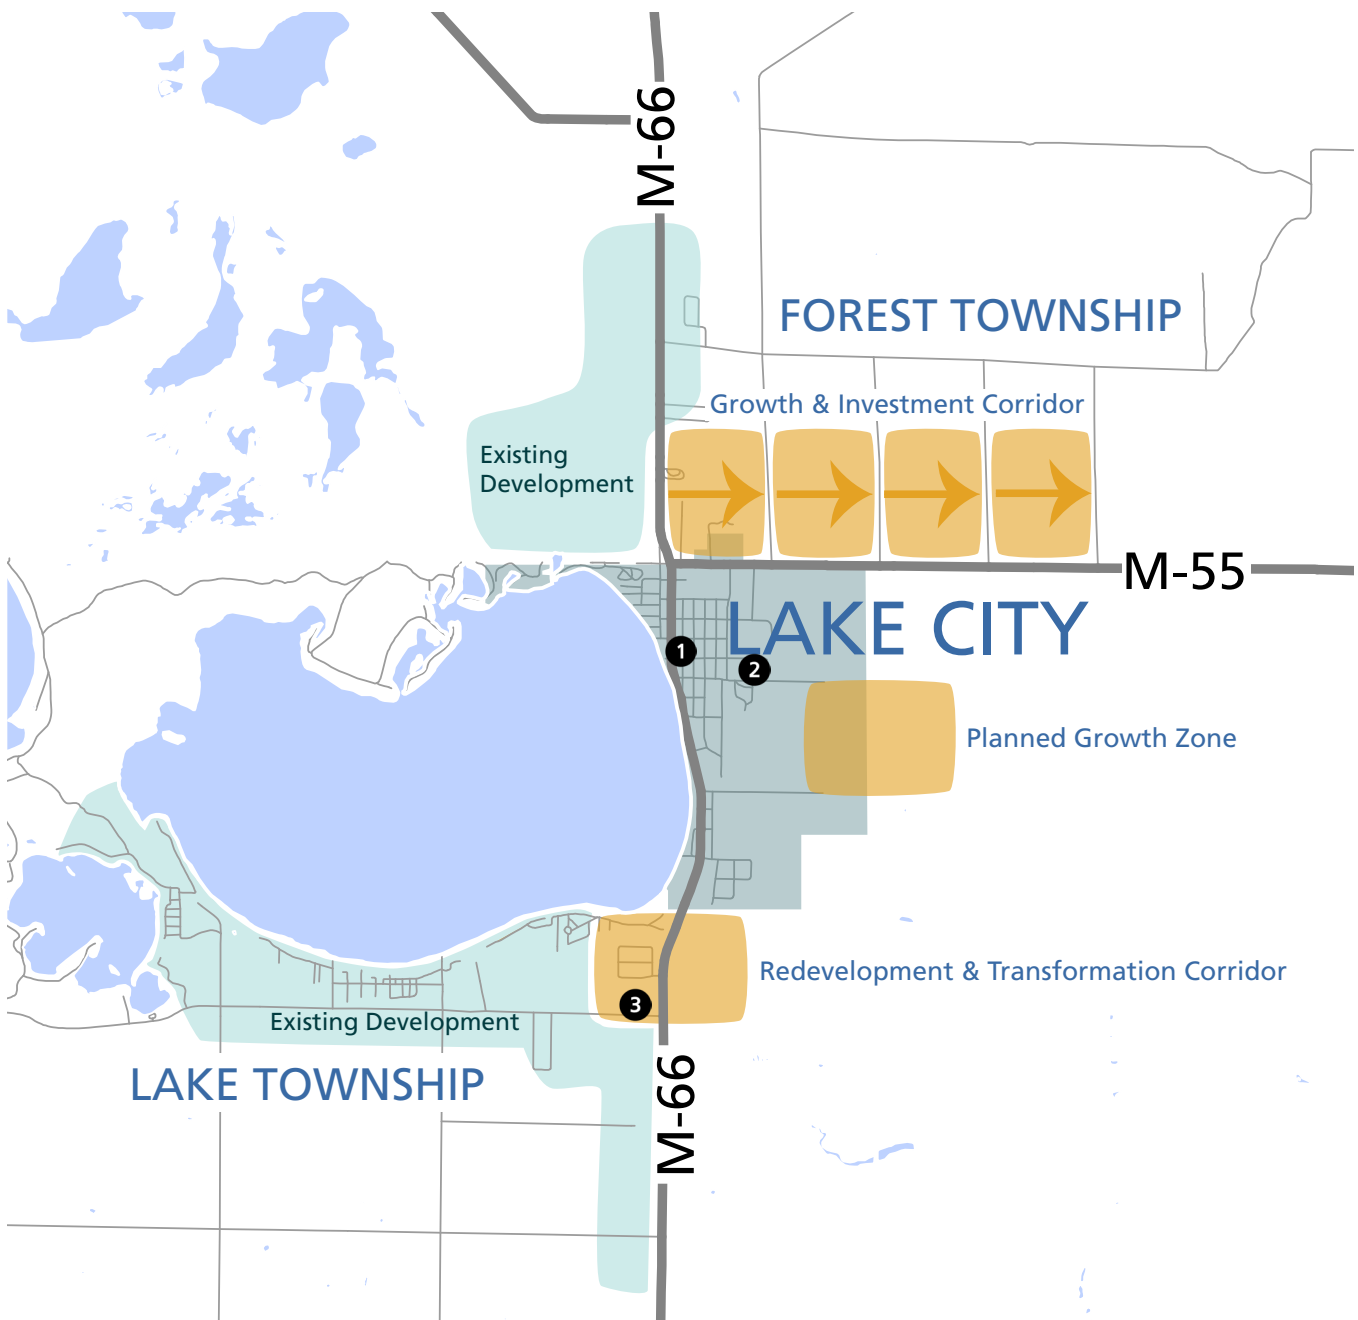 M-66
FOREST TOWNSHIP
Growth & Investment Corridor
Existing
Development
M-55
LAKE CITY
1
2
Planned Growth Zone
Redevelopment & Transformation Corridor
3
Existing Development
LAKE TOWNSHIP
M-66